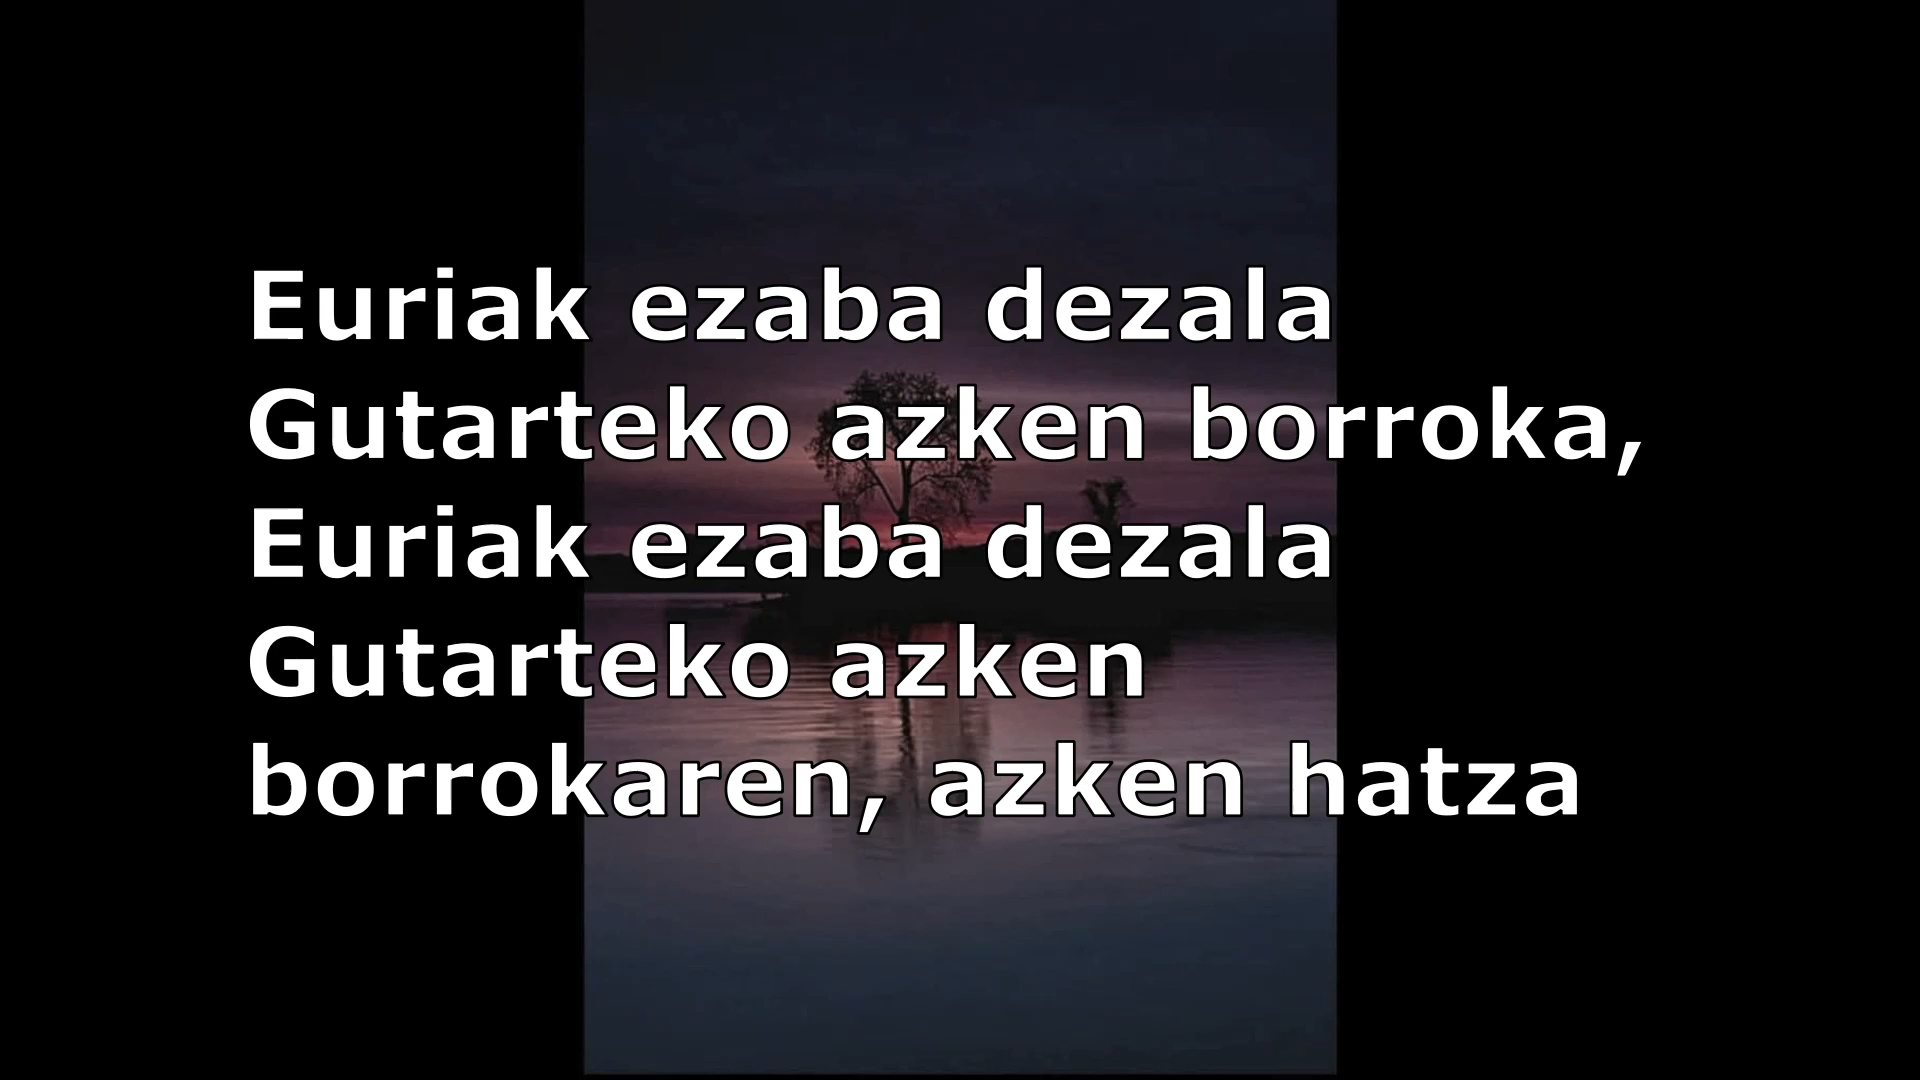 Euriak ezaba dezala
Gutarteko azken borroka,
Euriak ezaba dezala
Gutarteko azken
borrokaren, azken hatza